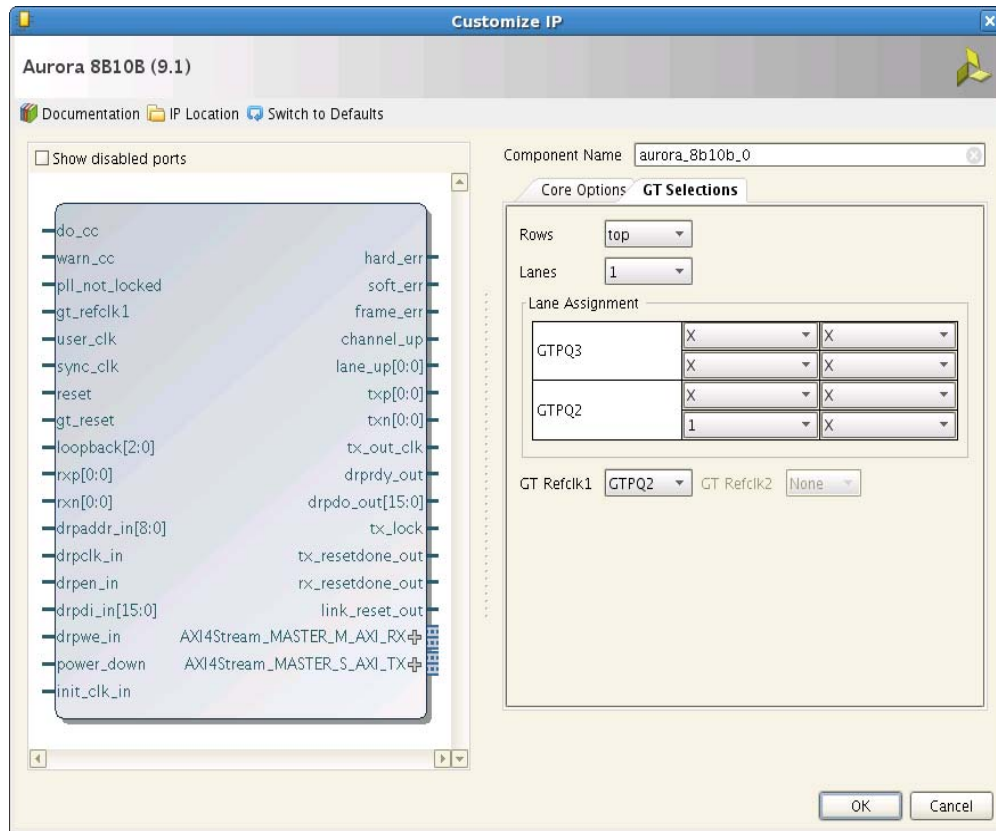 Customize IP
Aurora 8B10B (9.1)
Documentation IP Location Switch to Defaults
Show disabled ports
do_cc
warn_cc
pll_not_locked
gt_refclk1
user_clk
sync_clk
reset
gt_reset
loopback[2:0]
rxp[0:0]
rxn[0:0]
drpaddr_in[8:0]
drpclk_in
drpen_in
drpdi_in[15:0]
drpwe_in
power_down
init_clk_in
hard_err
soft_err
frame_err
channel_up
lane_up[0:0]
txp[0:0]
txn[0:0]
tx_out_clk
drprdy_out
drpdo_out[15:0]
tx_lock
tx_resetdone_out
rx_resetdone_out
link_reset_out
AXI4Stream_MASTER_M_AXI_RX
AXI4Stream_MASTER_S_AXI_TX
Component Name aurora_8b10b_0
Core Options GT Selections
Rows top
Lanes 1
Lane Assignment
GTPQ3
X X
X X
GTPQ2
X X
1 X
GT Refclk1 GTPQ2 GT Refclk2 None
OK Cancel